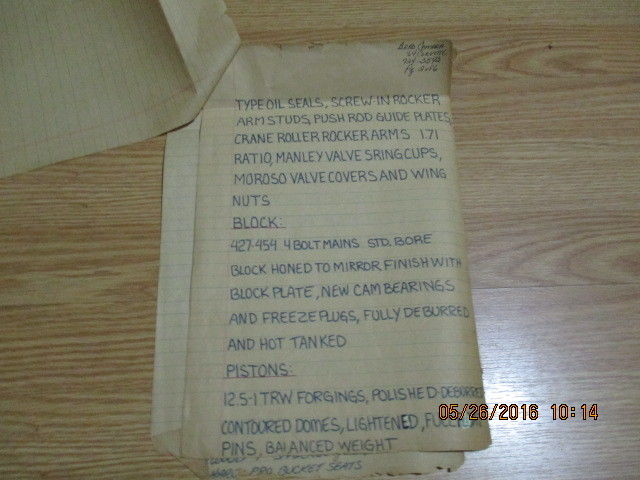 TYPE OIL SEALS, SCREW-IN ROCKER
ARM STUDS, PUSH ROD GUIDE PLATES,
CRANE ROLLER ROCKER ARMS 1.71
RATIO, MANLEY VALVE SRING CUPS,
MOROSO VALVE COVERS AND WING
NUTS
BLOCK:
427-454 4 BOLT MAINS STD. BORE
BLOCK HONED TO MIRROR FINISH WITH
BLOCK PLATE, NEW CAM BEARINGS
AND FREEZE PLUGS, FULLY DEBURRED
AND HOT TANKED
PISTONS:
12.5-1 TRW FORGINGS, POLISHED-DEBURRED
CONTOURED DOMES, LIGHTENED,
PINS, BALANCED WEIGHT
PRO BUCKET SEATS
05/26/2016 10:14